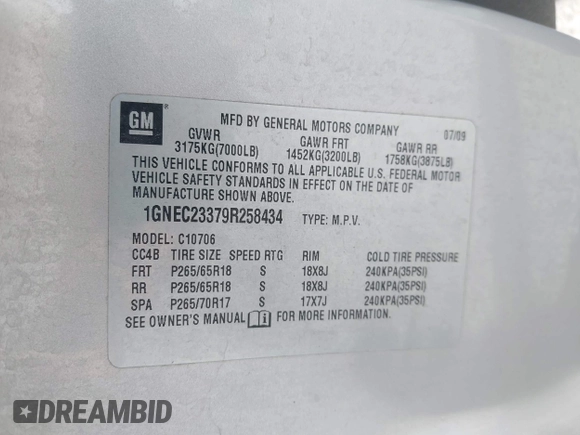 GM
MFD BY GENERAL MOTORS COMPANY 07/09
GVWR GAWR FRT GAWR RR
3175KG(7000LB) 1452KG(3200LB) 1758KG(3875LB)
THIS VEHICLE CONFORMS TO ALL APPLICABLE U.S. FEDERAL MOTOR
VEHICLE SAFETY STANDARDS IN EFFECT ON THE DATE OF
MANUFACTURE SHOWN ABOVE.
1GNEC23379R258434 TYPE: M.P.V.
MODEL: C10706
CC4B TIRE SIZE SPEED RTG RIM COLD TIRE PRESSURE
FRT P265/65R18 S 18X8J 240KPA(35PSI)
RR P265/65R18 S 18X8J 240KPA(35PSI)
SPA P265/70R17 S 17X7J 240KPA(35PSI)
SEE OWNER'S MANUAL FOR MORE INFORMATION.
DREAMBID